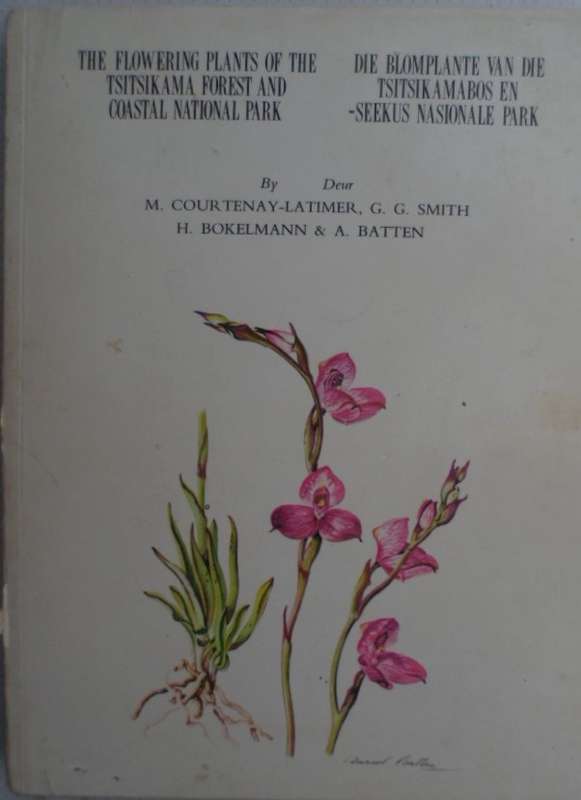 THE FLOWERING PLANTS OF THE
TSITSIKAMA FOREST AND
COASTAL NATIONAL PARK
DIE BLOMPLANTE VAN DIE
TSITSIKAMABOS EN
-SEEKUS NASIONALE PARK
By Deur
M. COURTENAY-LATIMER, G. G. SMITH
H. BOKELMANN & A. BATTEN
Batten